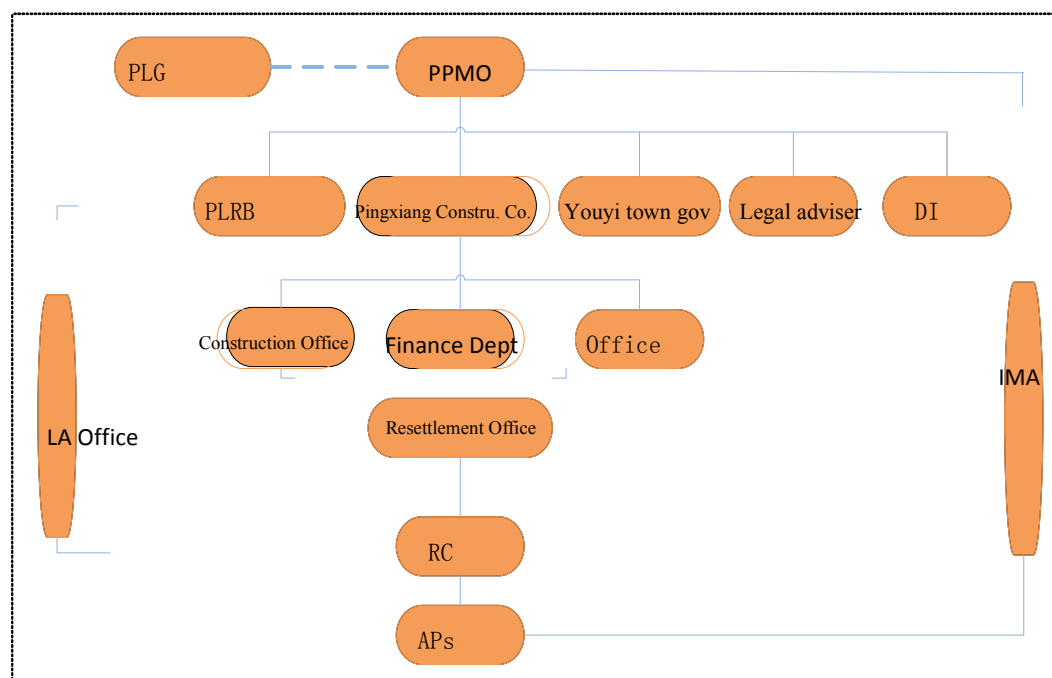 PLG
PPMO
PLRB
Pingxiang Constru. Co.
Youyi town gov
Legal adviser
DI
Construction Office
Finance Dept
Office
IMA
LA Office
Resettlement Office
RC
APs